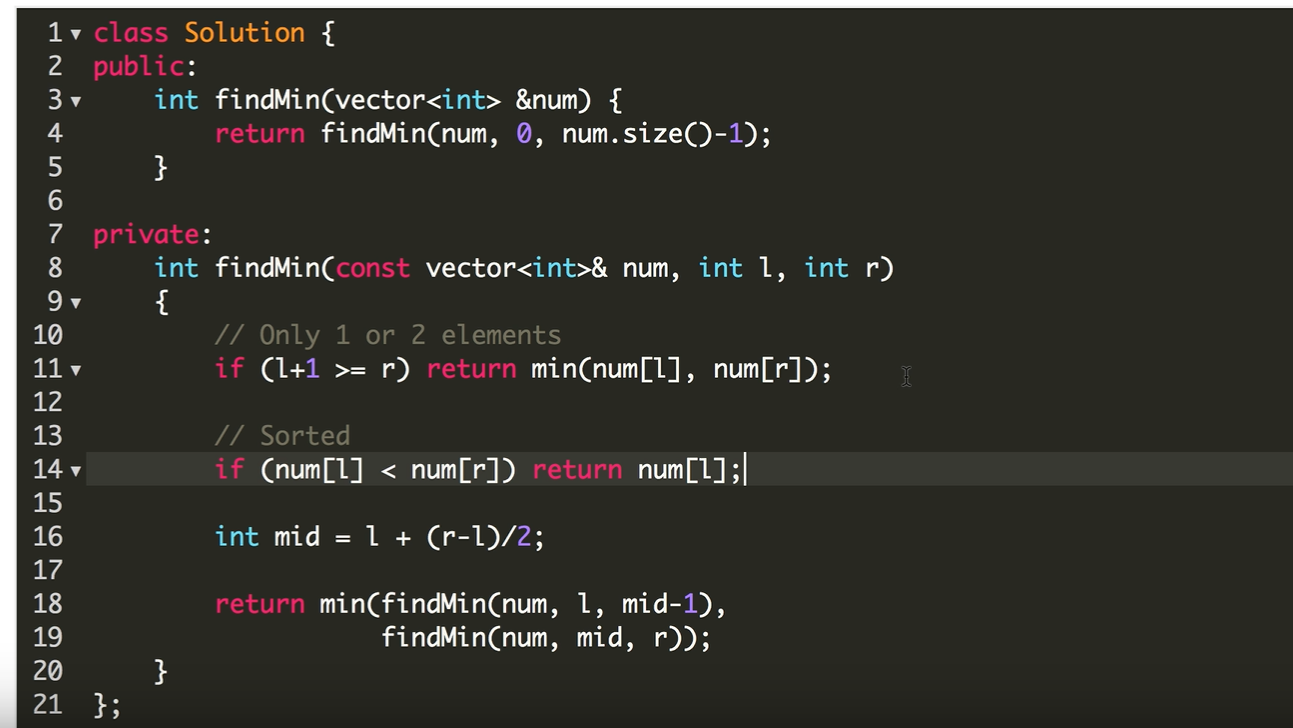 1 class Solution {
2 public:
3     int findMin(vector<int> &num) {
4         return findMin(num, 0, num.size()-1);
5     }
6
7 private:
8     int findMin(const vector<int>& num, int l, int r)
9     {
10         // Only 1 or 2 elements
11         if (l+1 >= r) return min(num[l], num[r]);
12
13         // Sorted
14         if (num[l] < num[r]) return num[l];
15
16         int mid = l + (r-l)/2;
17
18         return min(findMin(num, l, mid-1),
19                    findMin(num, mid, r));
20     }
21 };